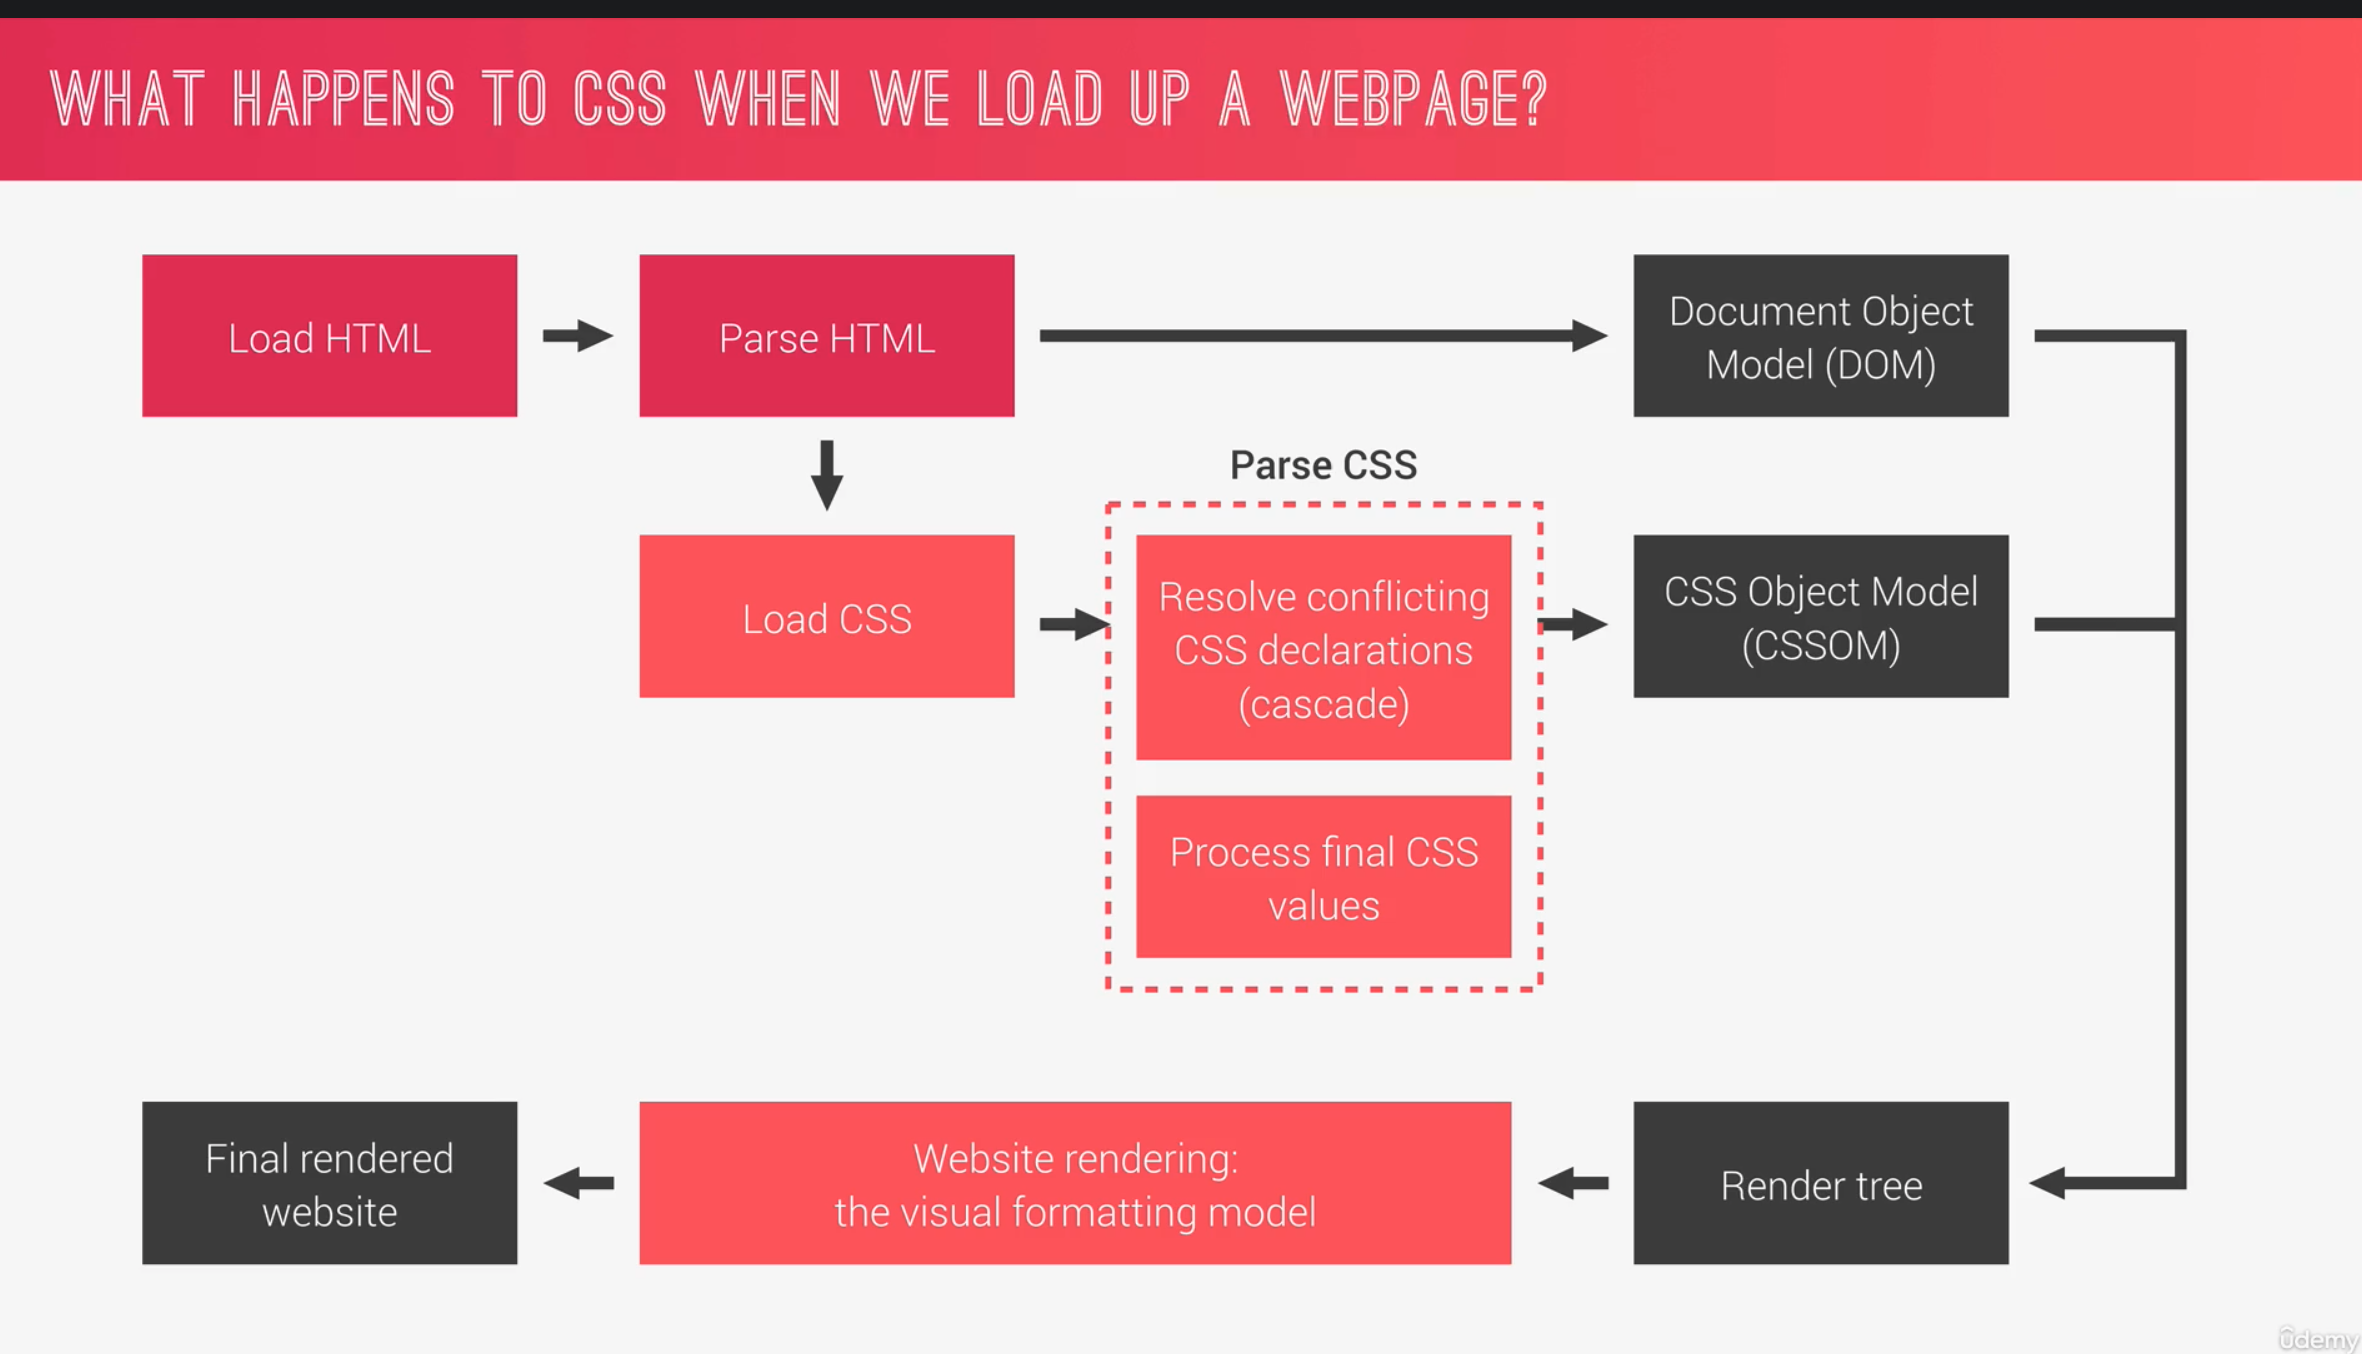 WHAT HAPPENS TO CSS WHEN WE LOAD UP A WEBPAGE?
Load HTML
Parse HTML
Document Object
Model (DOM)
Parse CSS
Load CSS
Resolve conflicting
CSS declarations
(cascade)
CSS Object Model
(CSSOM)
Process final CSS
values
Final rendered
website
Website rendering:
the visual formatting model
Render tree
ûdemy